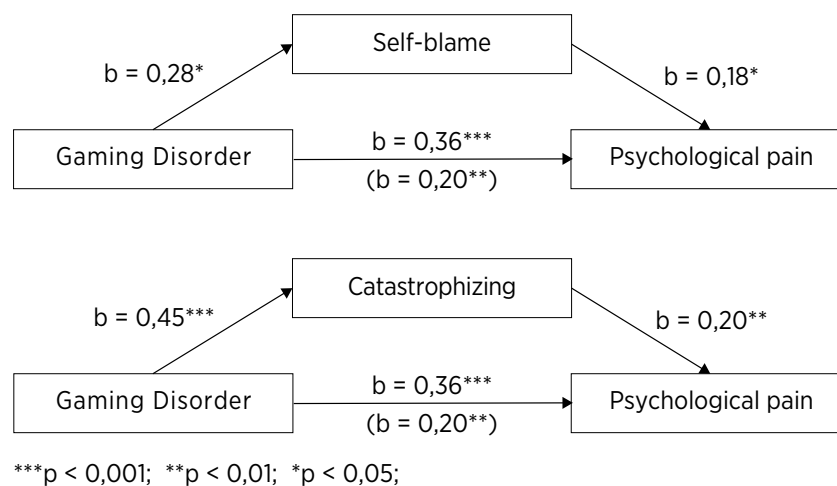 Self-blame
b = 0,28*
b = 0,18*
Gaming Disorder
b = 0,36***
(b = 0,20**)
Psychological pain
Catastrophizing
b = 0,45***
b = 0,20**
Gaming Disorder
b = 0,36***
(b = 0,20**)
Psychological pain
***p < 0,001; **p < 0,01; *p < 0,05;